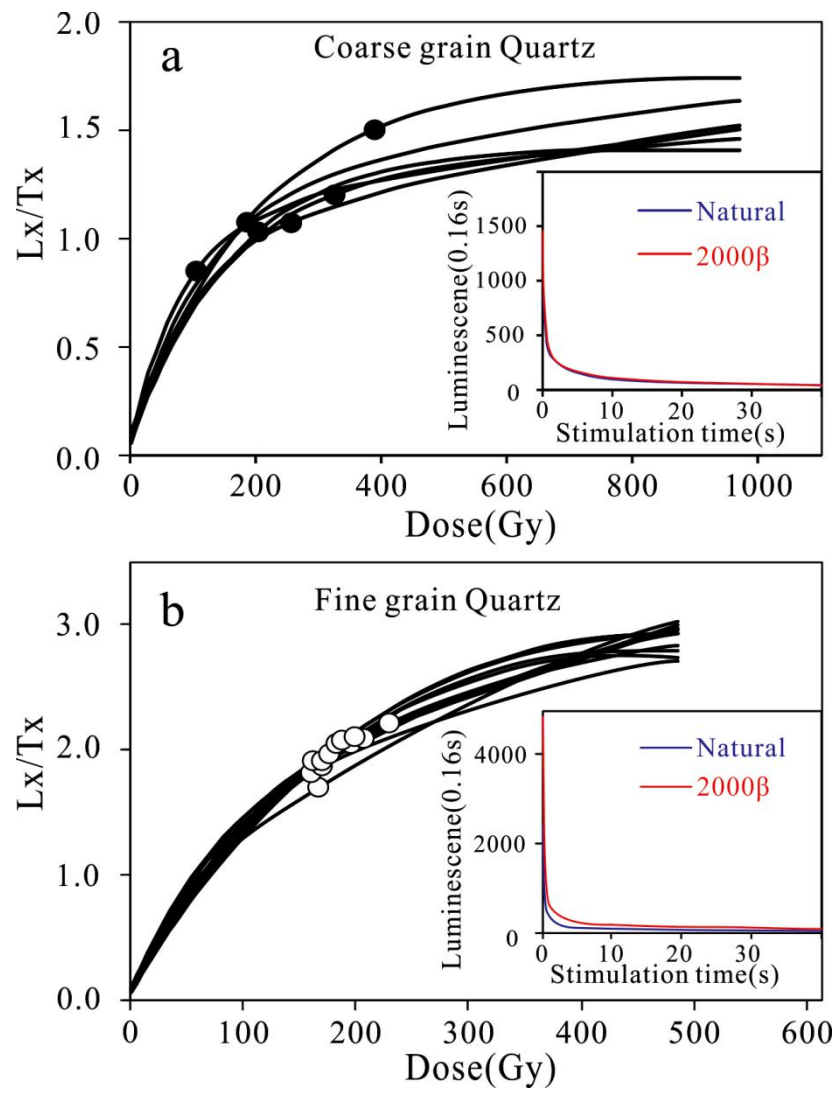 a
Coarse grain Quartz
2.0
1.5
1.0
0.5
0.0
Lx/Tx
0
200
400
600
800
1000
Dose(Gy)
Luminescene(0.16s)
1500
1000
500
0
Natural
2000β
0
10
20
30
Stimulation time(s)
b
Fine grain Quartz
3.0
2.0
1.0
0.0
Lx/Tx
0
100
200
300
400
500
600
Dose(Gy)
Luminescene(0.16s)
4000
2000
0
Natural
2000β
0
10
20
30
Stimulation time(s)